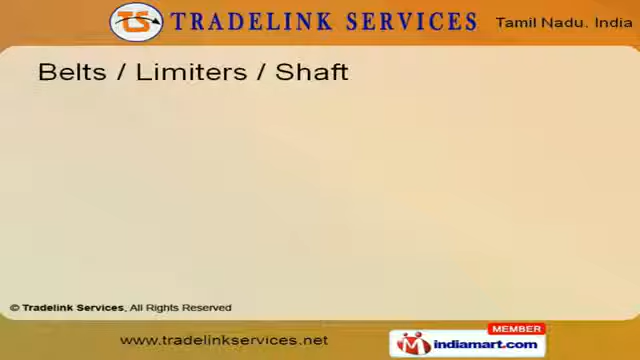 TS TRADELINK SERVICES Tamil Nadu, India
Belts / Limiters / Shaft
© Tradelink Services, All Rights Reserved
www.tradelinkservices.net
MEMBER
indiamart.com